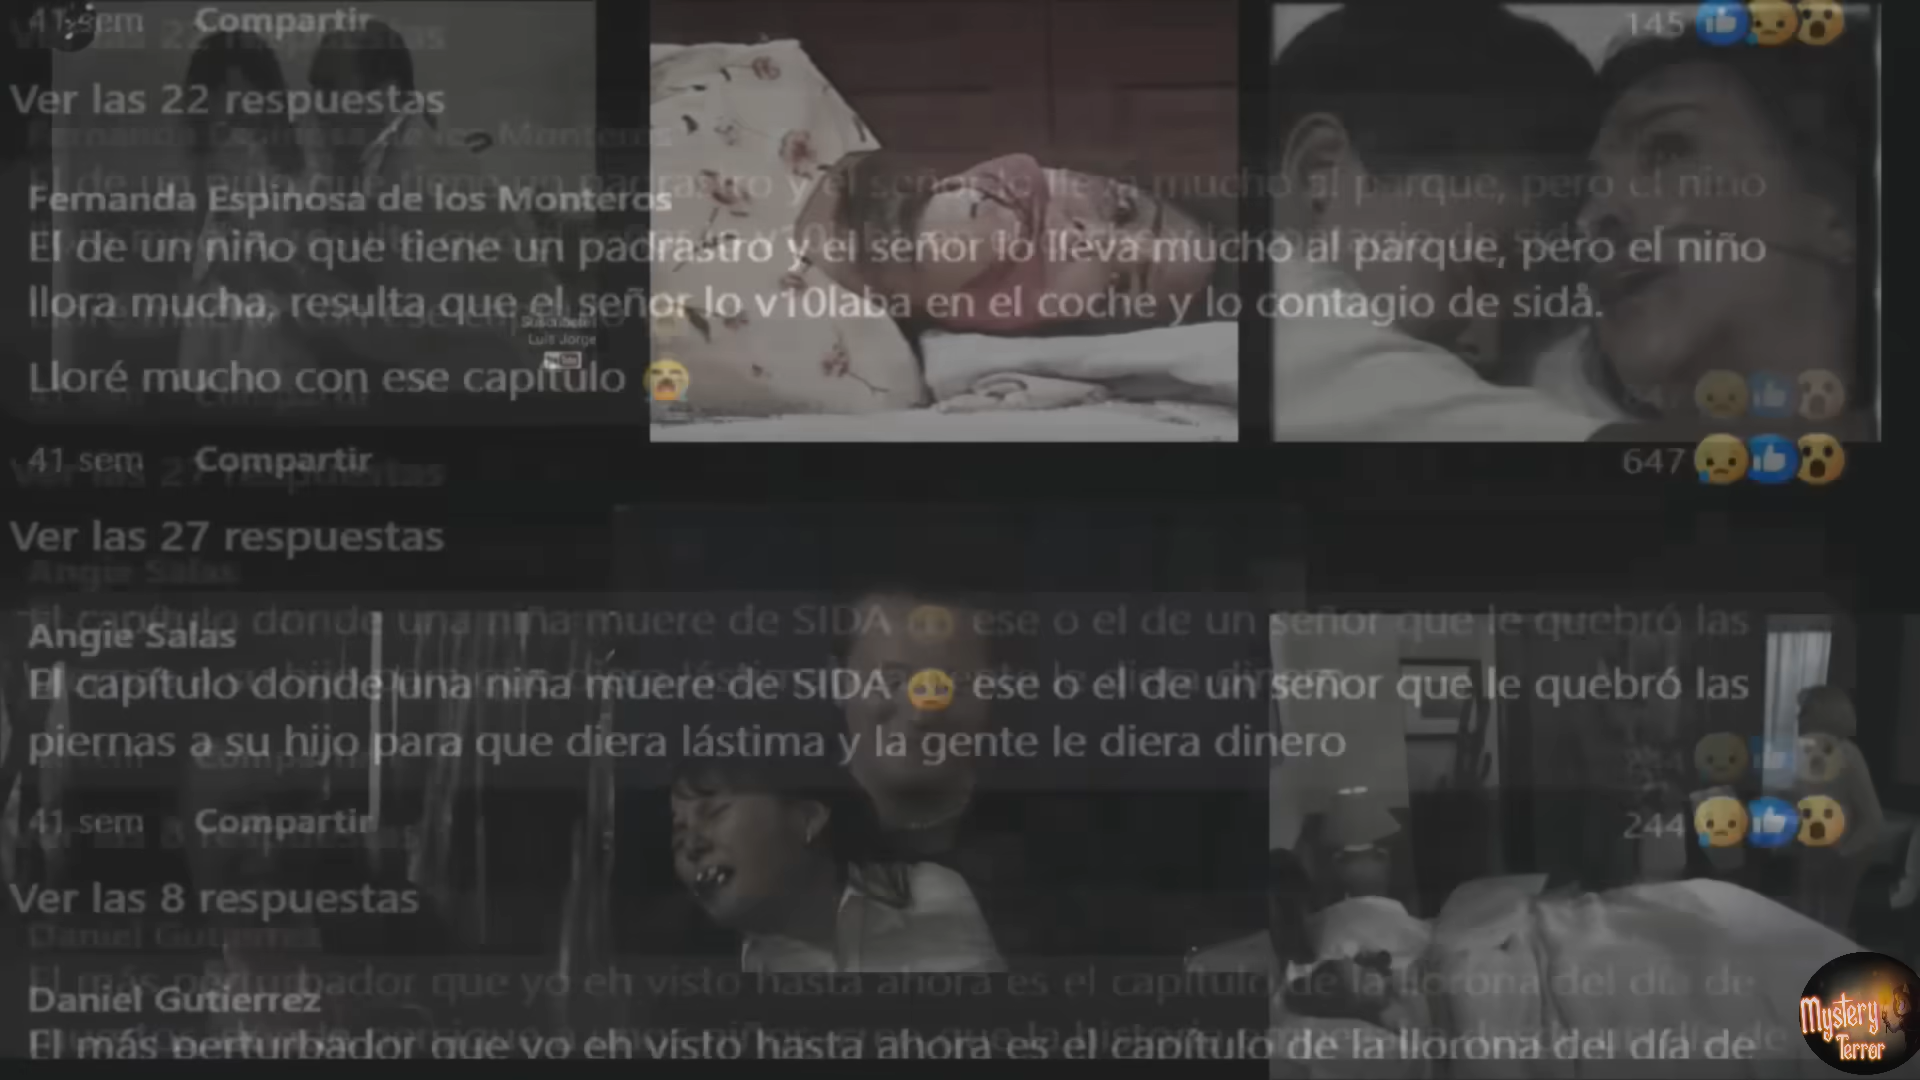 41 sem Compartir 145
Ver las 22 respuestas
Fernanda Espinosa de los Monteros
El de un niño que tiene un padrastro y el señor lo lleva mucho al parque, pero el niño
llora mucha, resulta que el señor lo v10laba en el coche y lo contagio de sidå.
Suscribete!
Luis Jorge
Lloré mucho con ese capítulo 😭
41 sem Compartir 647
Ver las 27 respuestas
Angie Salas
El capítulo donde una niña muere de SIDA 😢 ese o el de un señor que le quebró las
piernas a su hijo para que diera lástima y la gente le diera dinero
41 sem Compartir 244
Ver las 8 respuestas
Daniel Gutierrez
El más perturbador que yo eh visto hasta ahora es el capítulo de la llorona del día de
Mystery
Terror